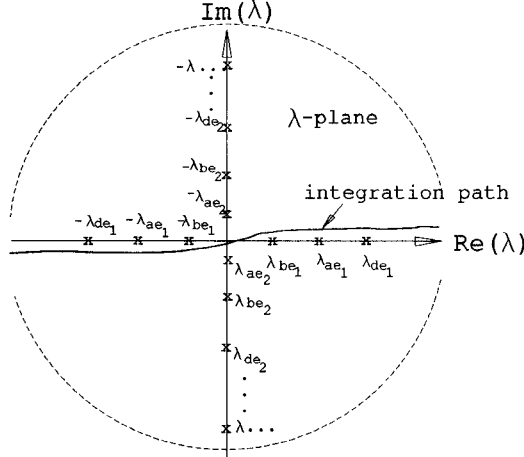 Im(λ)
-λ...
-λde2
λ-plane
-λbe2
-λae2
integration path
-λde1 -λae1 -λbe1
Re(λ)
λae2 λbe1 λae1 λde1
λbe2
λde2
λ...